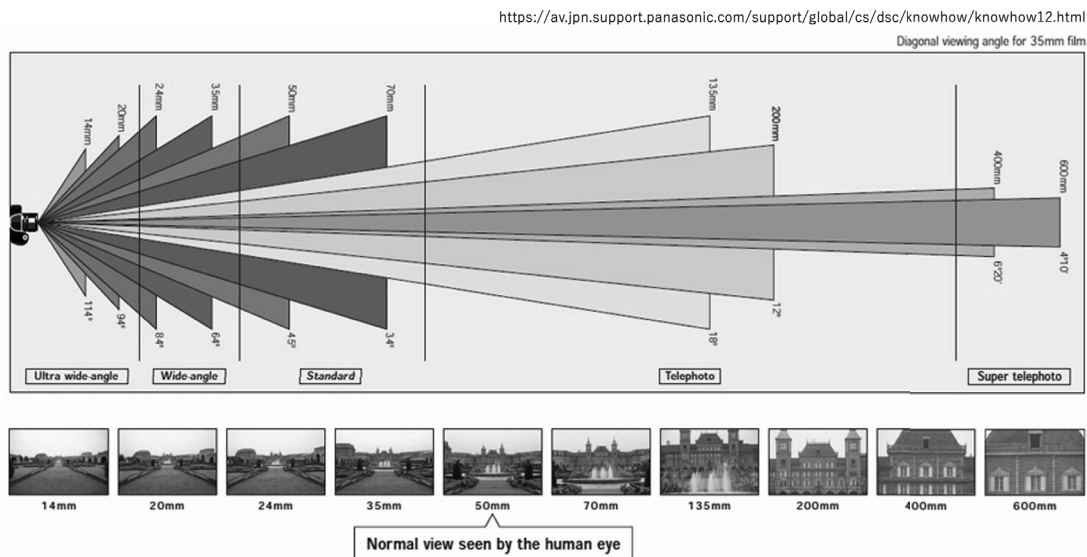 https://av.jpn.support.panasonic.com/support/global/cs/dsc/knowhow/knowhow12.html
Diagonal viewing angle for 35mm film
14mm
20mm
24mm
35mm
50mm
70mm
135mm
200mm
400mm
600mm
114°
94°
84°
64°
45°
34°
18°
12°
6°20'
4°10'
Ultra wide-angle
Wide-angle
Standard
Telephoto
Super telephoto
14mm
20mm
24mm
35mm
50mm
70mm
135mm
200mm
400mm
600mm
Normal view seen by the human eye